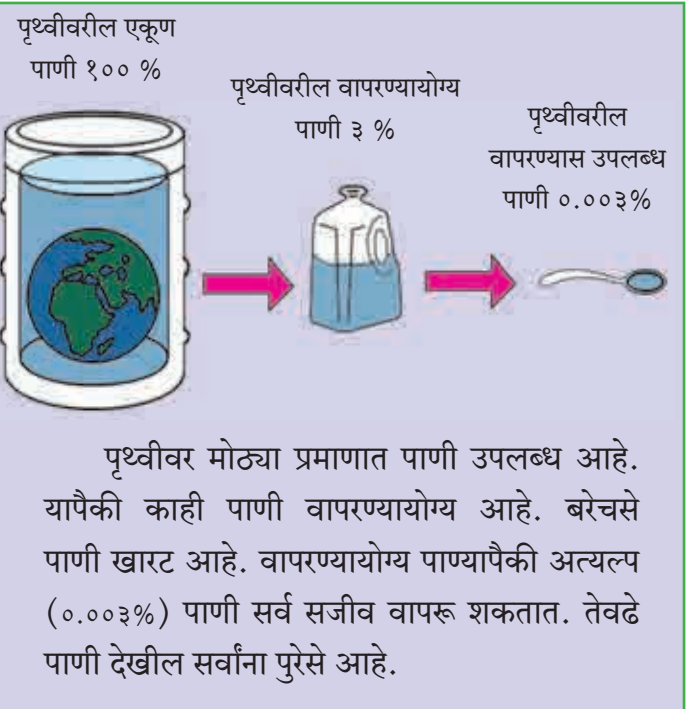 पृथ्वीवरील एकूण
पाणी १०० %
पृथ्वीवरील वापरण्यायोग्य
पाणी ३ %
पृथ्वीवरील
वापरण्यास उपलब्ध
पाणी ०.००३%
पृथ्वीवर मोठ्या प्रमाणात पाणी उपलब्ध आहे.
यापैकी काही पाणी वापरण्यायोग्य आहे. बरेचसे
पाणी खारट आहे. वापरण्यायोग्य पाण्यापैकी अत्यल्प
(०.००३%) पाणी सर्व सजीव वापरू शकतात. तेवढे
पाणी देखील सर्वांना पुरेसे आहे.